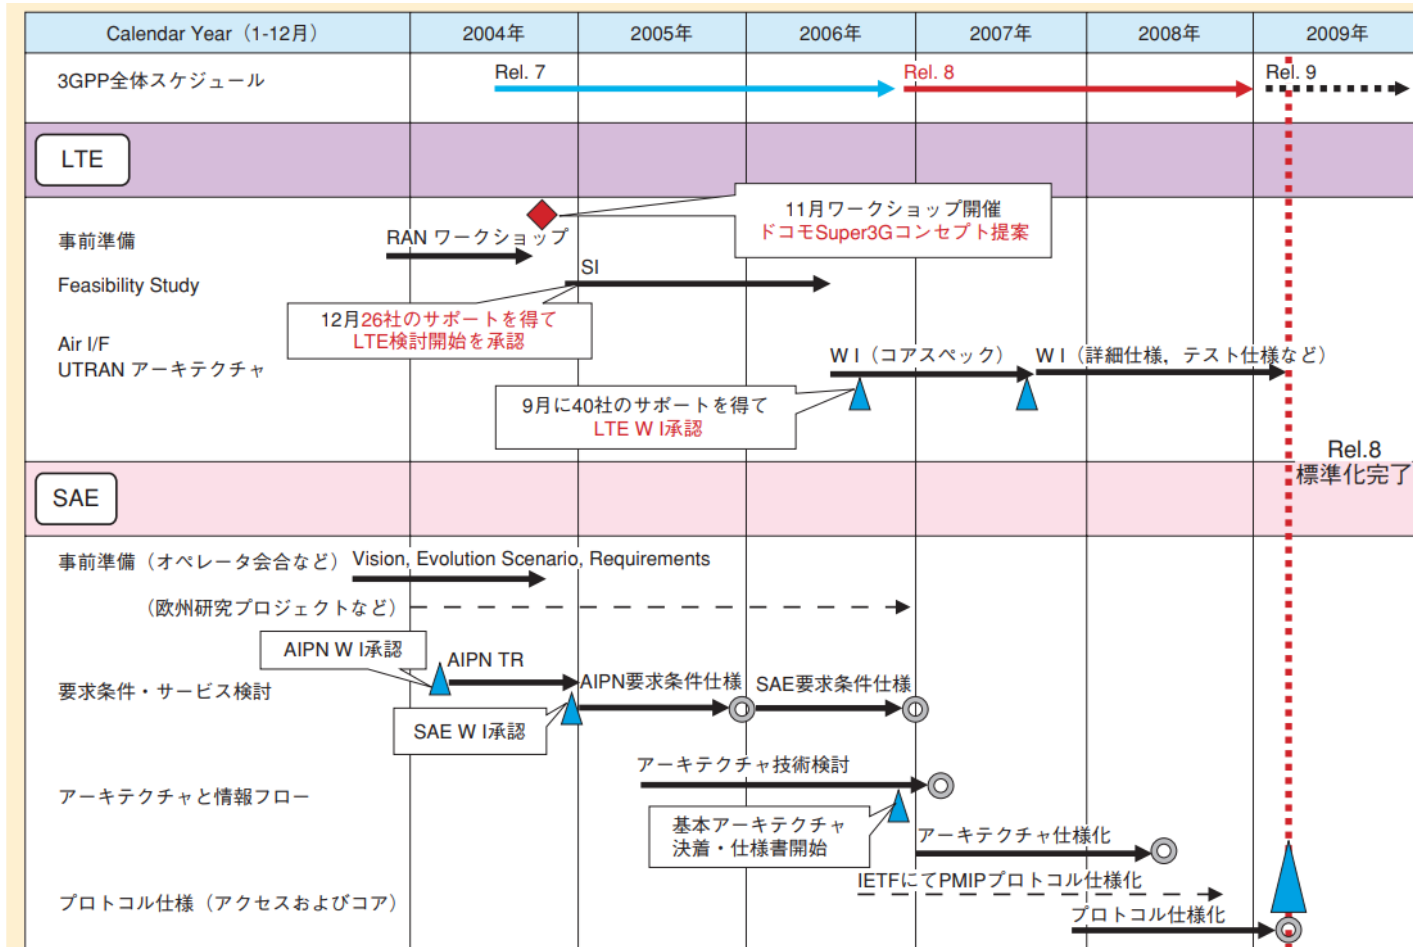 Calendar Year（1-12月）
2004年
2005年
2006年
2007年
2008年
2009年
3GPP全体スケジュール
Rel. 7
Rel. 8
Rel. 9
LTE
11月ワークショップ開催
ドコモSuper3Gコンセプト提案
事前準備
RAN ワークショップ
Feasibility Study
SI
12月26社のサポートを得て
LTE検討開始を承認
Air I/F
UTRAN アーキテクチャ
W I（コアスペック）
W I（詳細仕様，テスト仕様など）
9月に40社のサポートを得て
LTE W I承認
Rel.8
標準化完了
SAE
事前準備（オペレータ会合など）
Vision, Evolution Scenario, Requirements
（欧州研究プロジェクトなど）
AIPN W I承認
AIPN TR
要求条件・サービス検討
AIPN要求条件仕様
SAE要求条件仕様
SAE W I承認
アーキテクチャ技術検討
アーキテクチャと情報フロー
基本アーキテクチャ
決着・仕様書開始
アーキテクチャ仕様化
IETFにてPMIPプロトコル仕様化
プロトコル仕様（アクセスおよびコア）
プロトコル仕様化